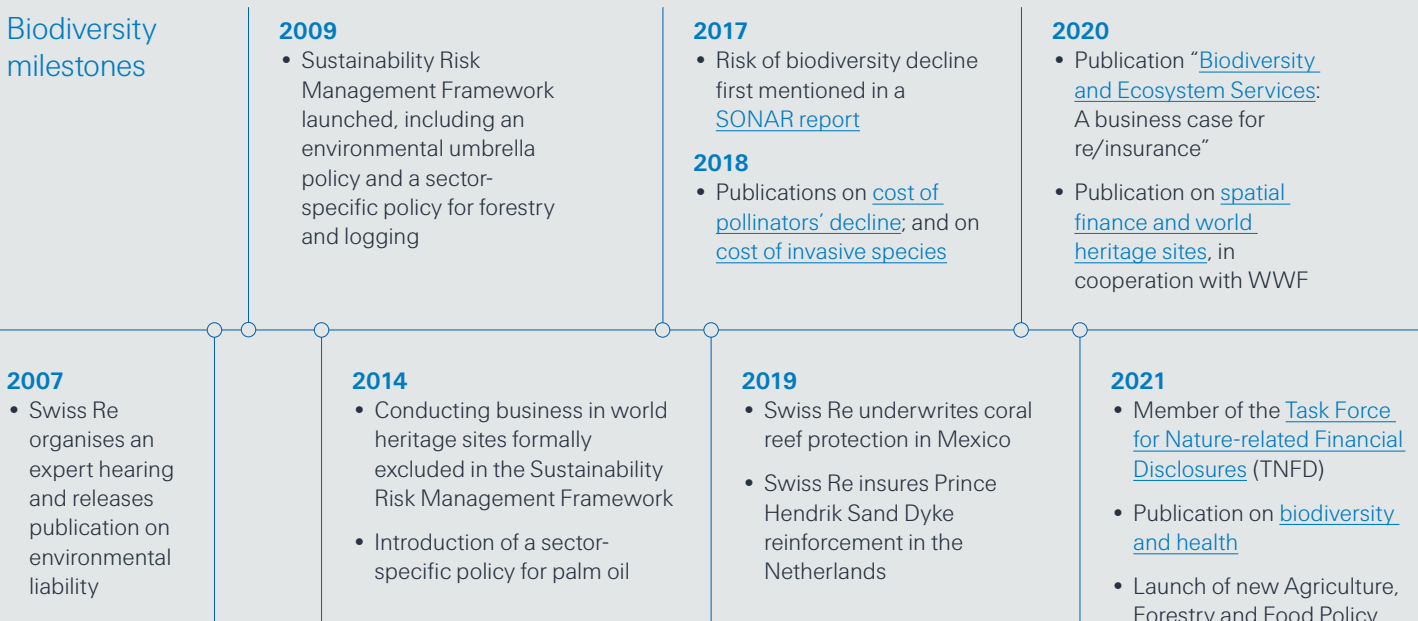 Biodiversity
milestones
2009
• Sustainability Risk
Management Framework
launched, including an
environmental umbrella
policy and a sector-
specific policy for forestry
and logging
2017
• Risk of biodiversity decline
first mentioned in a
SONAR report
2018
• Publications on cost of
pollinators’ decline; and on
cost of invasive species
2020
• Publication “Biodiversity
and Ecosystem Services:
A business case for
re/insurance”
• Publication on spatial
finance and world
heritage sites, in
cooperation with WWF
2007
• Swiss Re
organises an
expert hearing
and releases
publication on
environmental
liability
2014
• Conducting business in world
heritage sites formally
excluded in the Sustainability
Risk Management Framework
• Introduction of a sector-
specific policy for palm oil
2019
• Swiss Re underwrites coral
reef protection in Mexico
• Swiss Re insures Prince
Hendrik Sand Dyke
reinforcement in the
Netherlands
2021
• Member of the Task Force
for Nature-related Financial
Disclosures (TNFD)
• Publication on biodiversity
and health
• Launch of new Agriculture,
Forestry and Food Policy